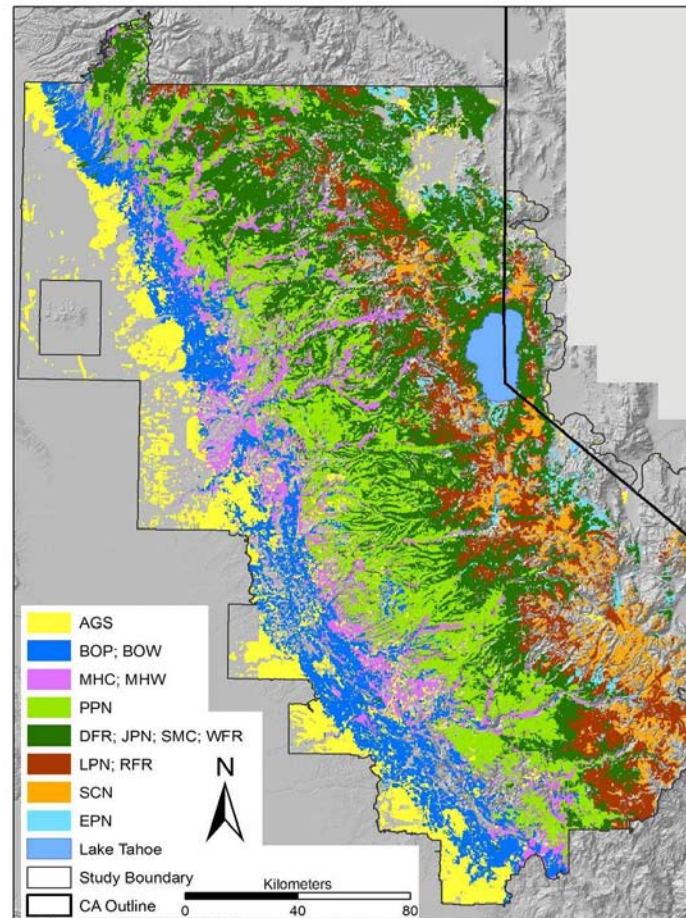 AGS
BOP; BOW
MHC; MHW
PPN
DFR; JPN; SMC; WFR
LPN; RFR
SCN
EPN
Lake Tahoe
Study Boundary
CA Outline
N
Kilometers
0 40 80